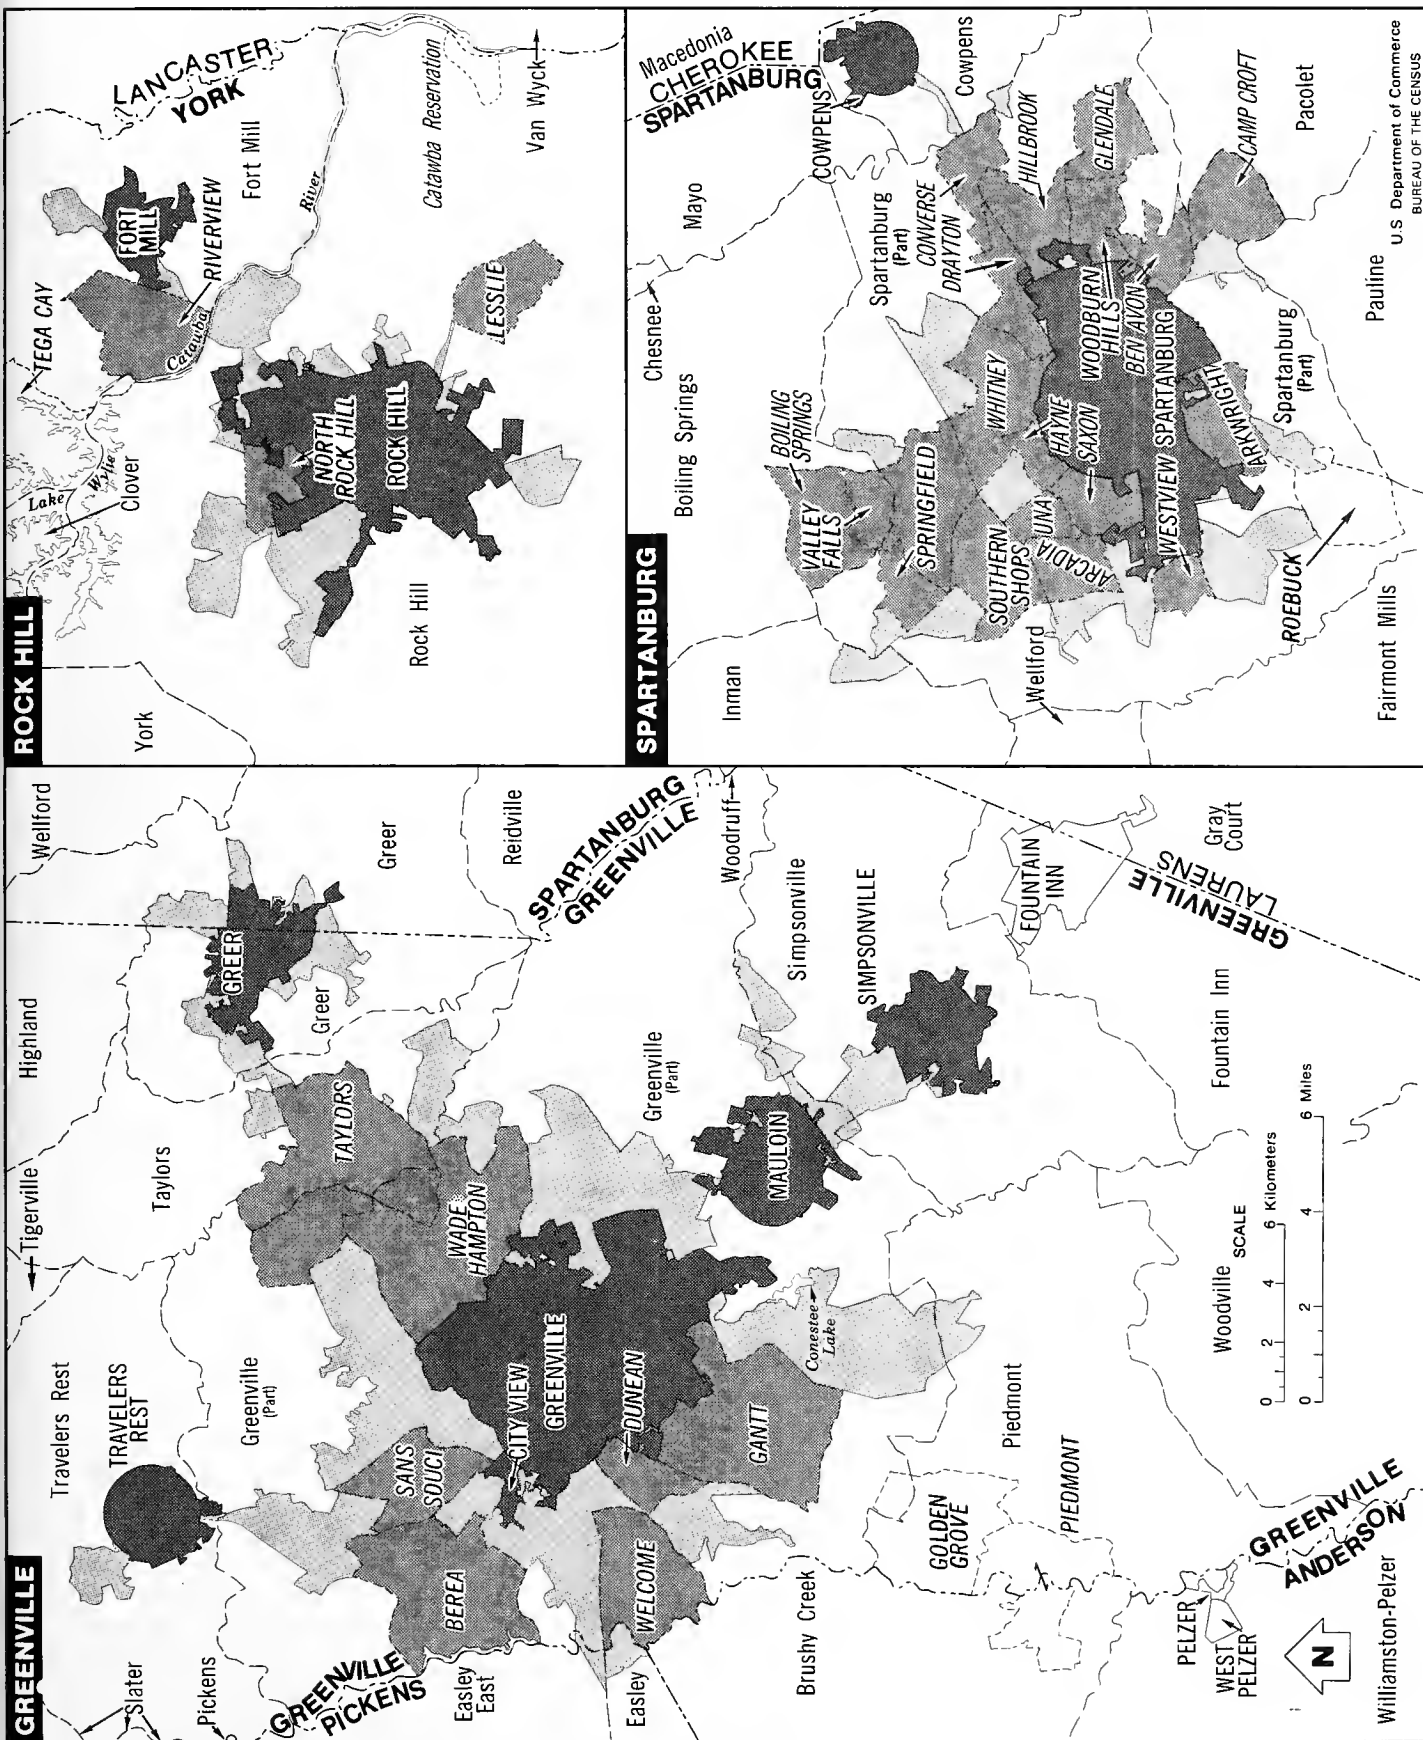 GREENVILLE
Slater
Pickens
Travelers Rest
TRAVELERS
REST
Tigerville
Taylors
Highland
Wellford
GREER
Greer
Greer
Reidville
SPARTANBURG
GREENVILLE
Woodruff
Greenville
(Part)
TAYLORS
WADE
HAMPTON
SANS
SOUCI
BEREA
CITY VIEW
GREENVILLE
DUNEAN
WELCOME
GANTT
GREENVILLE
PICKENS
Easley
East
Easley
Brushy Creek
Greenville
(Part)
MAULDIN
Simpsonville
SIMPSONVILLE
Conestee
Lake
FOUNTAIN
INN
Gray
Court
GREENVILLE
LAURENS
Fountain Inn
Piedmont
GOLDEN
GROVE
PIEDMONT
Woodville
PELZER
WEST
PELZER
GREENVILLE
ANDERSON
Williamston-Pelzer
N
SCALE
0 2 4 6 Kilometers
0 2 4 6 Miles
ROCK HILL
York
Lake
Wylie
Clover
TEGA CAY
LANCASTER
YORK
FORT
MILL
Fort Mill
RIVERVIEW
Catawba
River
Catawba Reservation
Van Wyck
NORTH
ROCK HILL
ROCK HILL
LESSLIE
Rock Hill
SPARTANBURG
Inman
Boiling Springs
Chesnee
Mayo
Macedonia
CHEROKEE
SPARTANBURG
COWPENS
Cowpens
BOILING
SPRINGS
VALLEY
FALLS
SPRINGFIELD
Spartanburg
(Part)
CONVERSE
DRAYTON
HILLBROOK
GLENDALE
CAMP CROFT
Pacolet
WHITNEY
HAYNE
SAXON
SOUTHERN
SHOPS
UNA
ARCADIA
WOODBURN
HILLS
BEN AVON
SPARTANBURG
WESTVIEW
ARKWRIGHT
Spartanburg
(Part)
Pauline
ROEBUCK
Wellford
Fairmont Mills
U.S Department of Commerce
BUREAU OF THE CENSUS